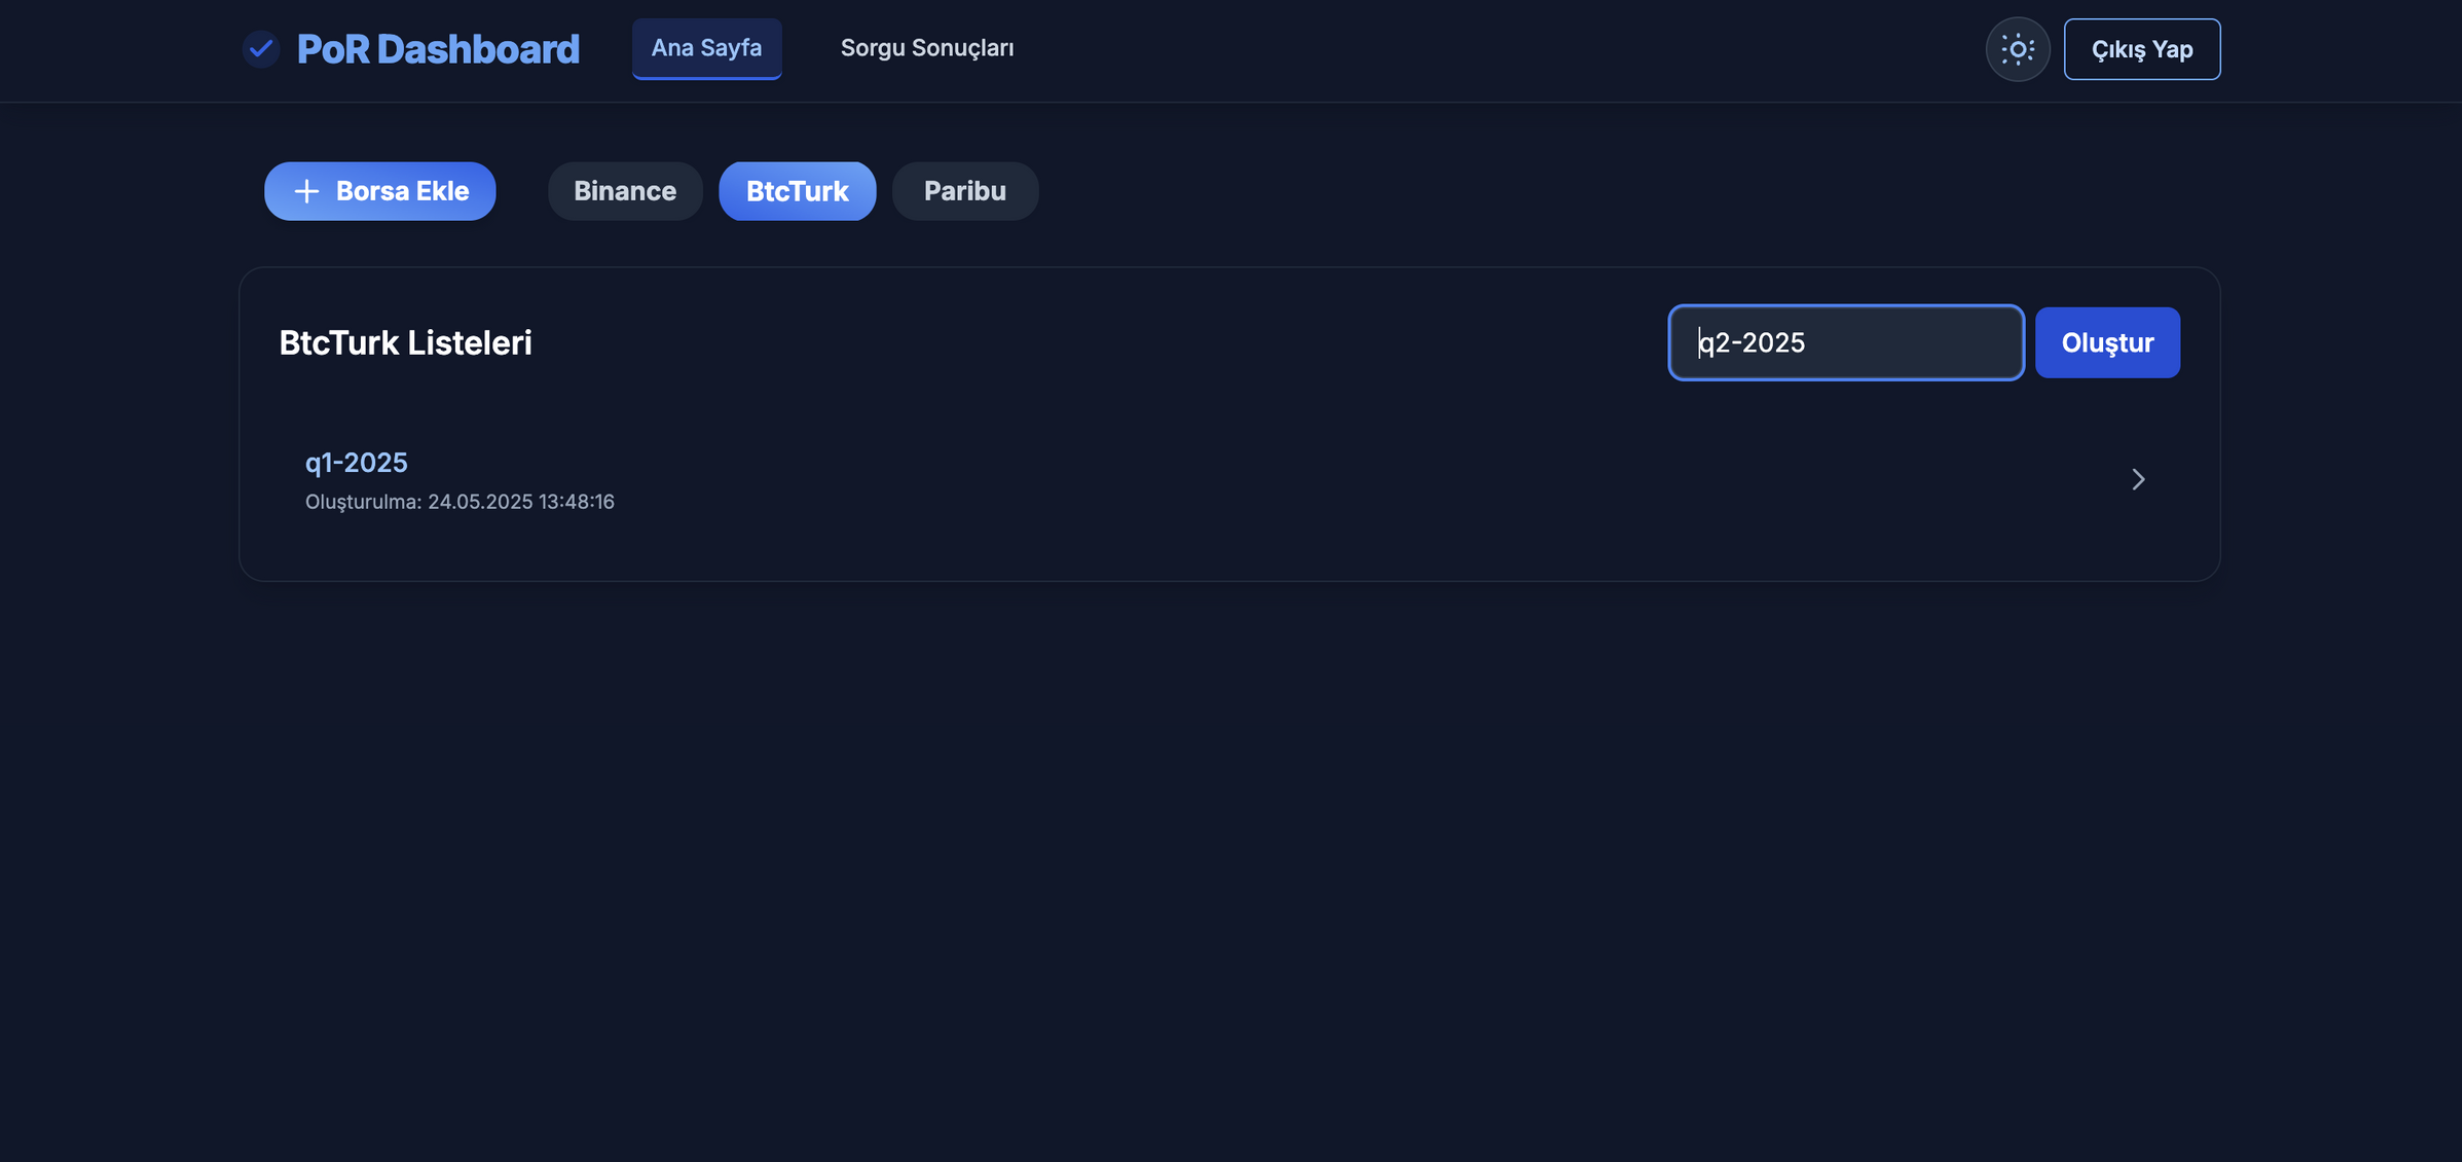 PoR Dashboard
Ana Sayfa
Sorgu Sonuçları
Çıkış Yap
Borsa Ekle
Binance
BtcTurk
Paribu
BtcTurk Listeleri
q2-2025
Oluştur
q1-2025
Oluşturulma: 24.05.2025 13:48:16